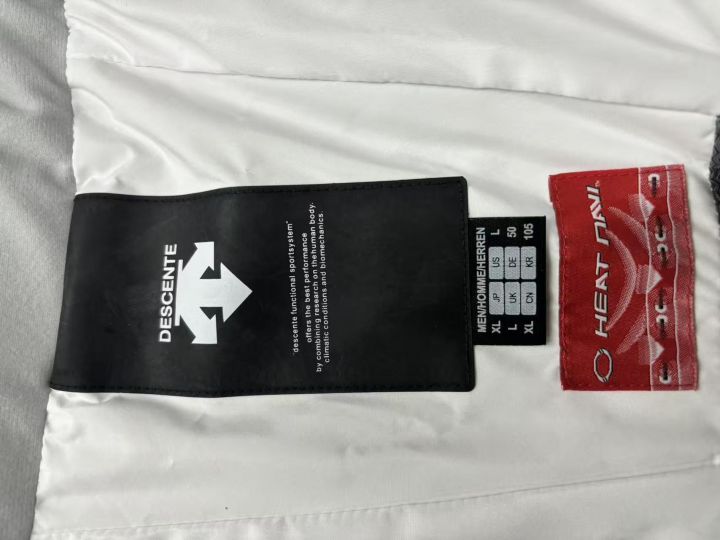 DESCENTE
"descente functional sportsystem"
offers the best performance
by combining research on thehuman body,
climatic conditions and biomechanics.
MEN/HOMME/HERREN
XL JP US L
L UK DE 50
XL CN KR 105
HEAT NAVI